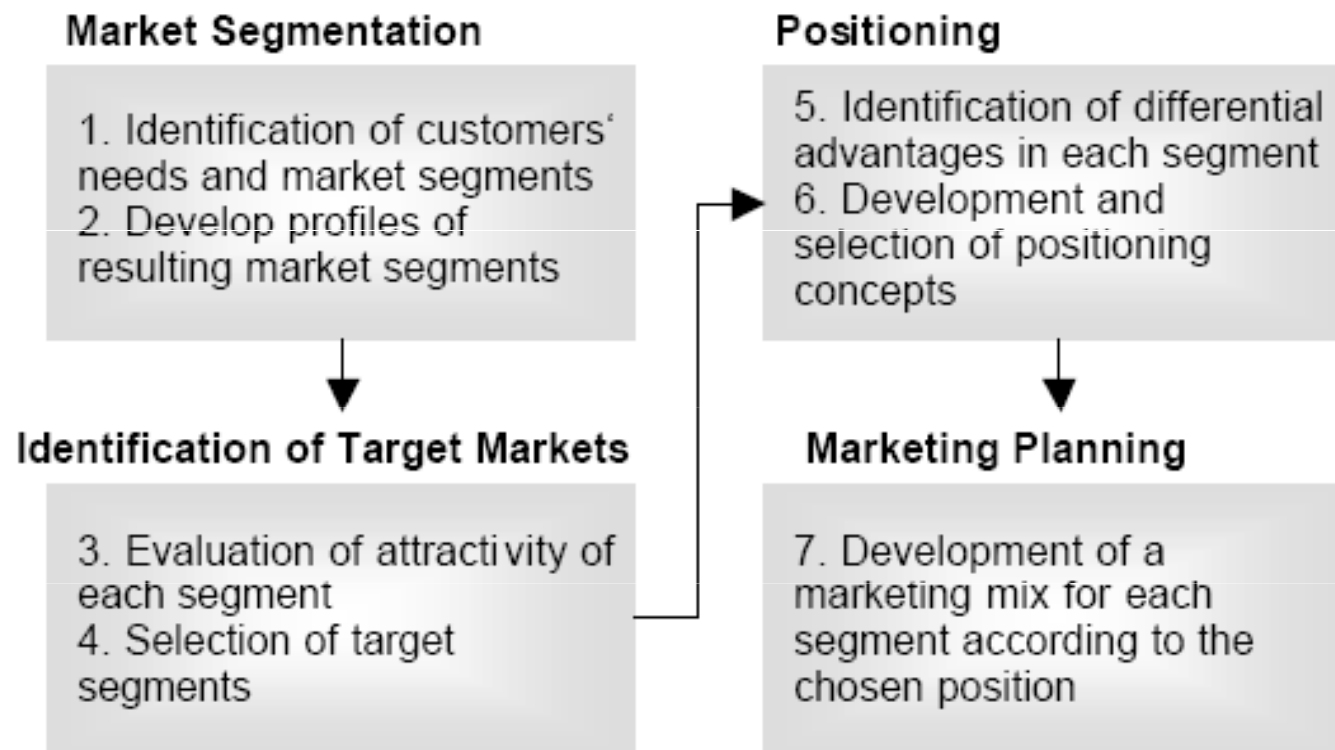 Market Segmentation
1. Identification of customers‘
needs and market segments
2. Develop profiles of
resulting market segments
Identification of Target Markets
3. Evaluation of attractivity of
each segment
4. Selection of target
segments
Positioning
5. Identification of differential
advantages in each segment
6. Development and
selection of positioning
concepts
Marketing Planning
7. Development of a
marketing mix for each
segment according to the
chosen position